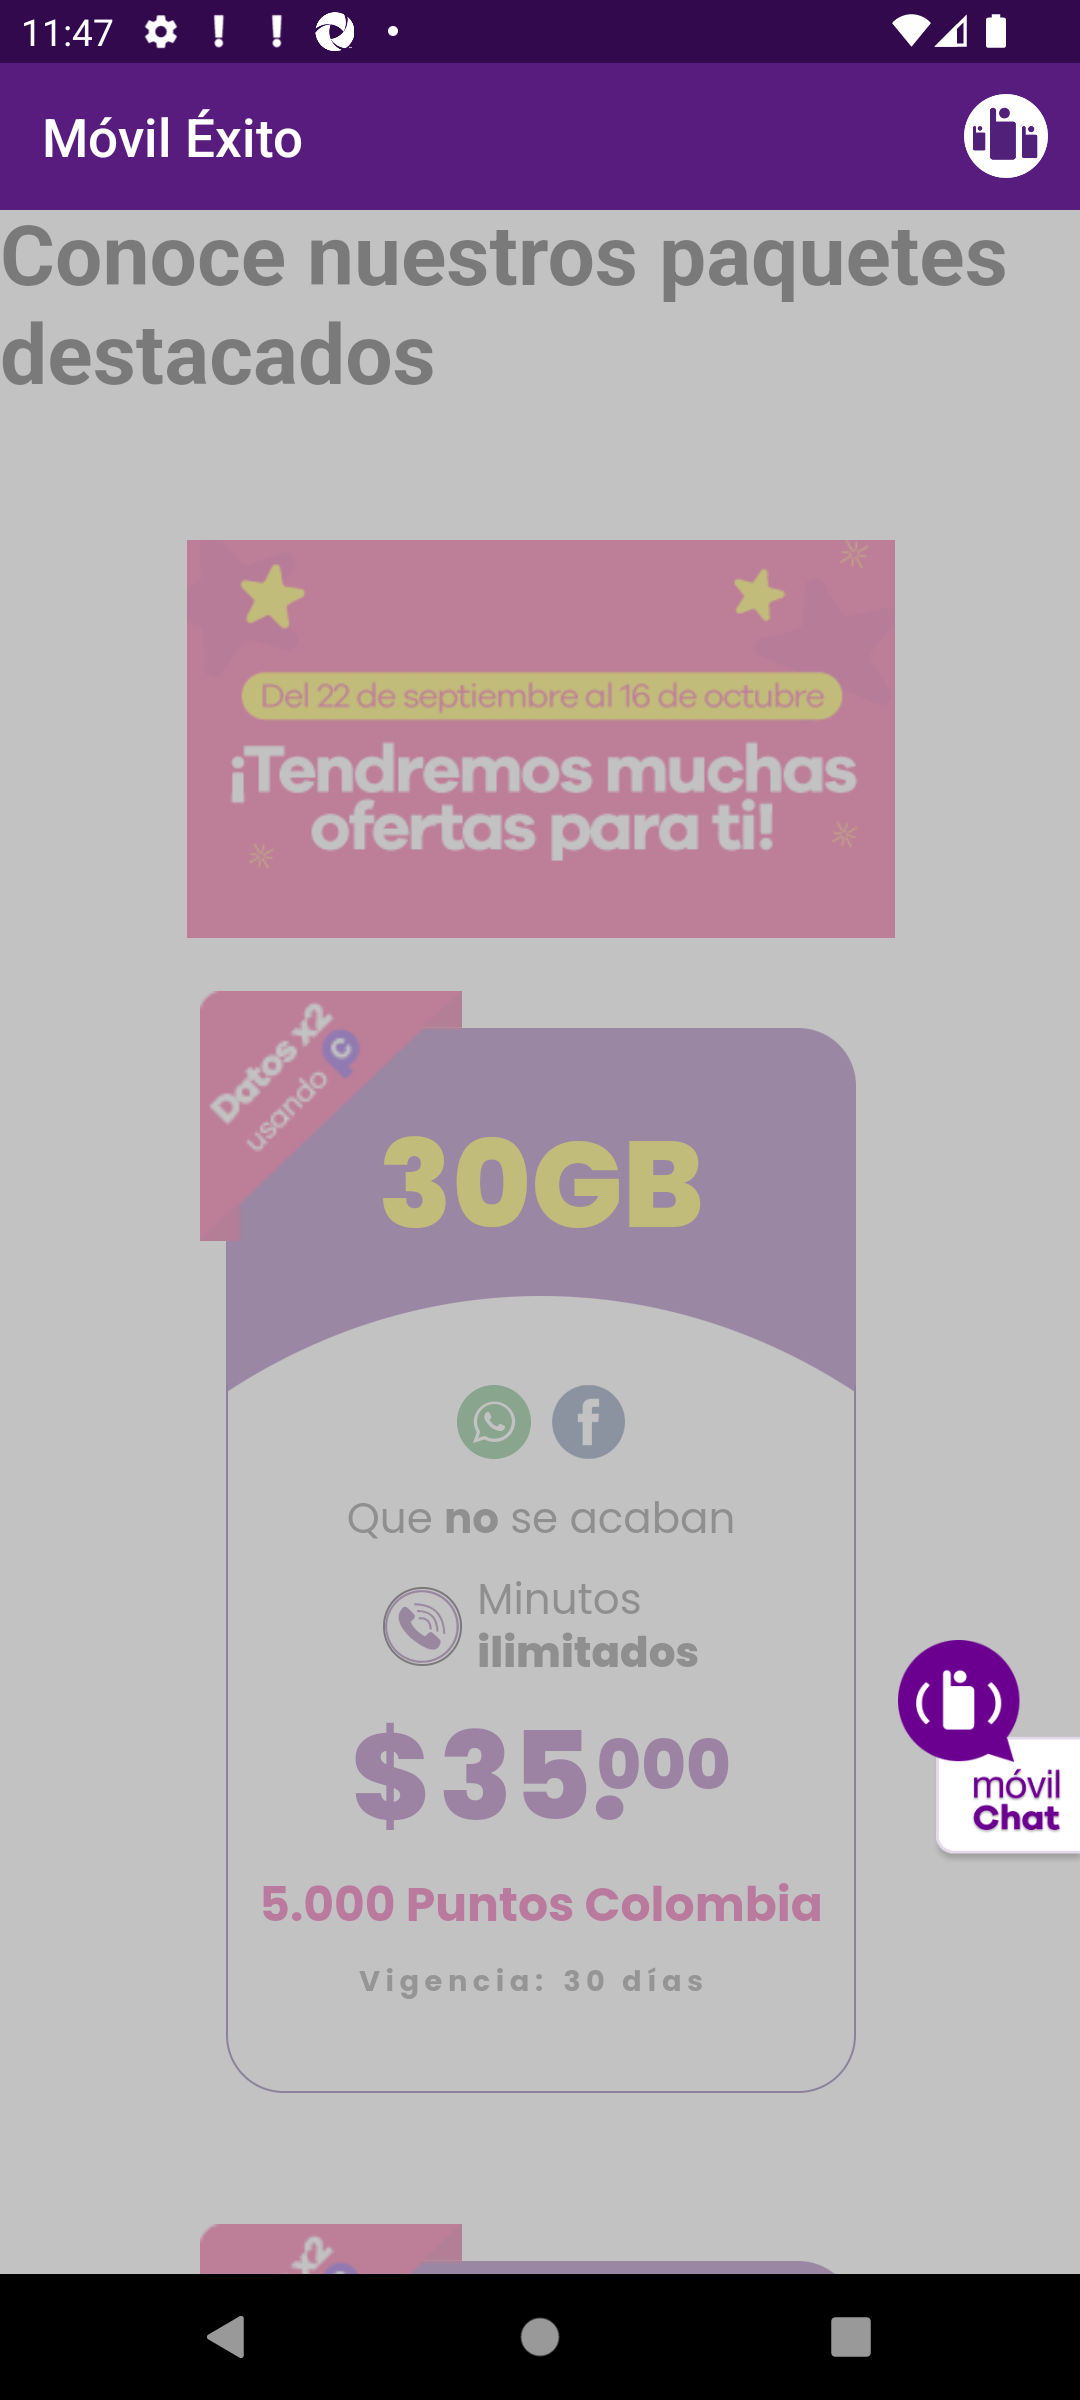 11:47
Móvil Éxito
Conoce nuestros paquetes
destacados
Del 22 de septiembre al 16 de octubre
¡Tendremos muchas
ofertas para ti!
Datos x2
usando
30GB
Que no se acaban
Minutos
ilimitados
$35.000
móvil
Chat
5.000 Puntos Colombia
Vigencia: 30 días
x2